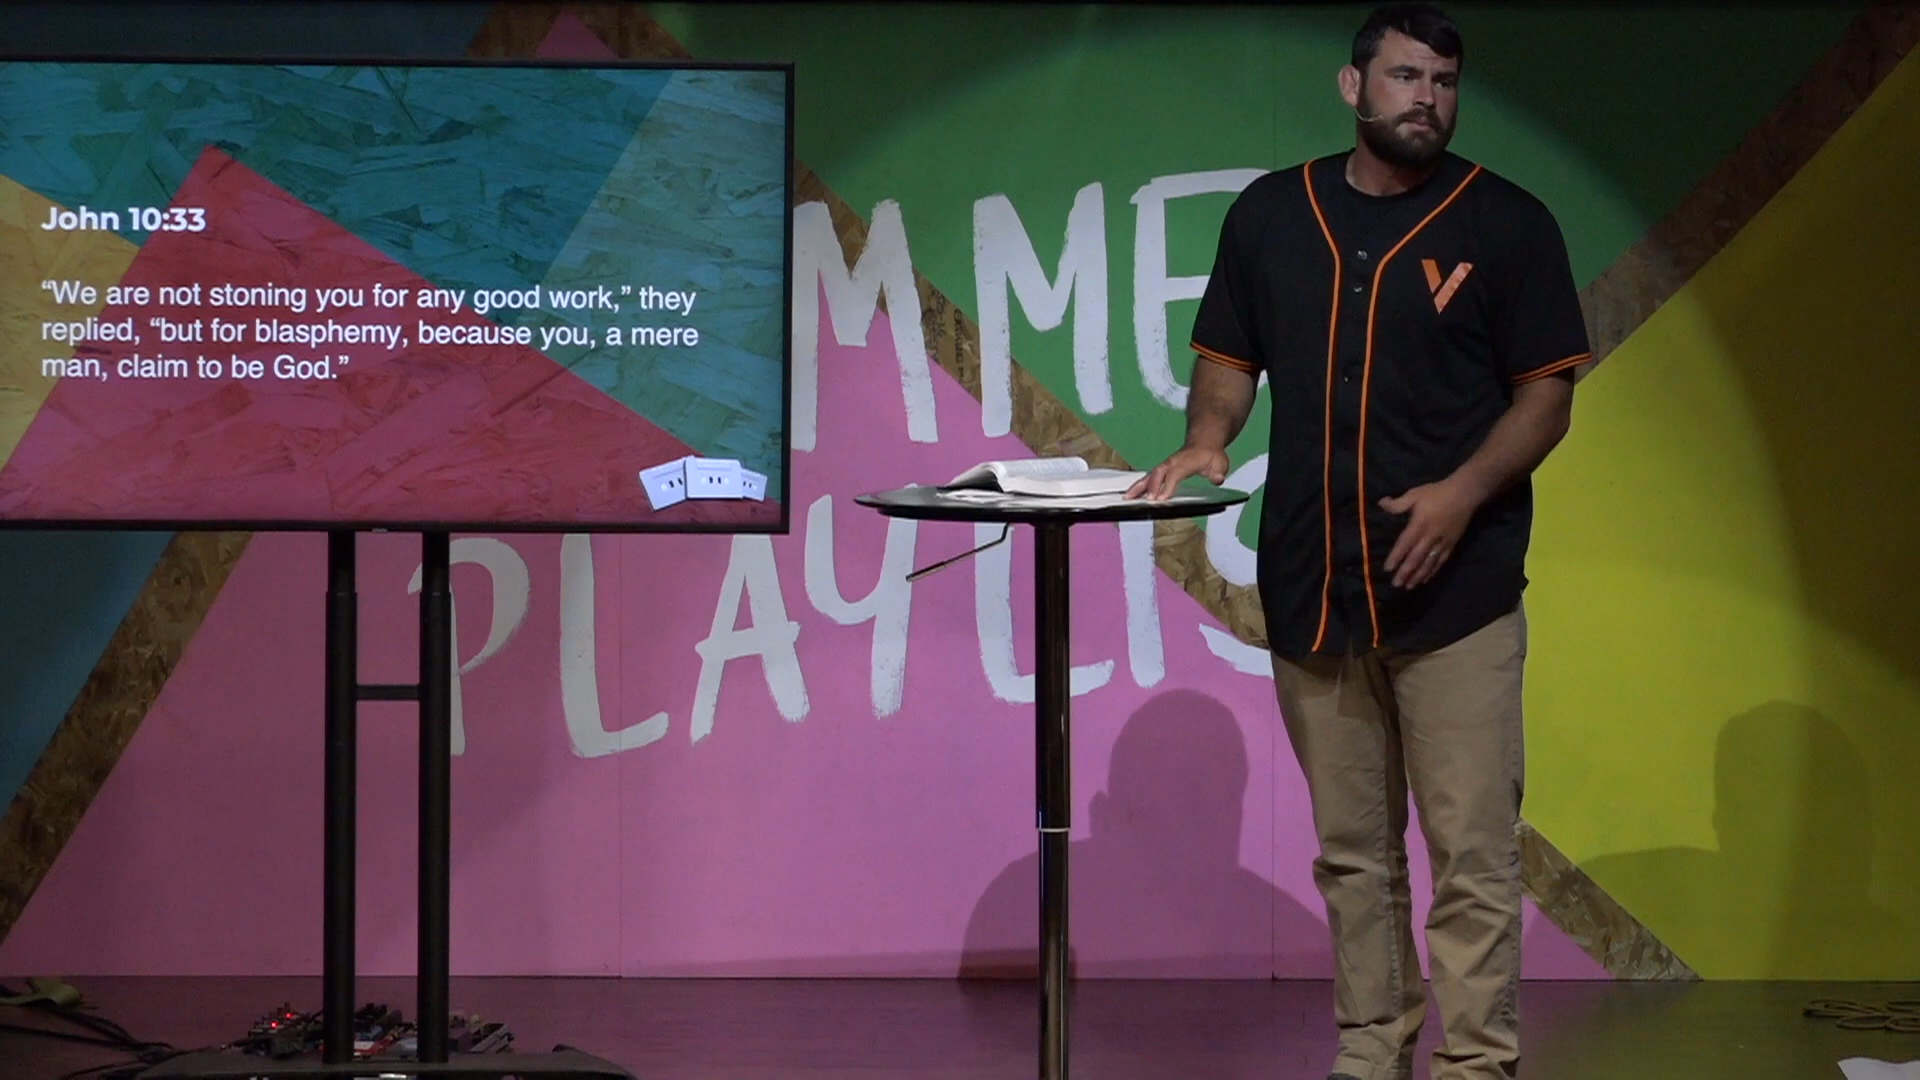 John 10:33
“We are not stoning you for any good work,” they
replied, “but for blasphemy, because you, a mere
man, claim to be God.”
MME
PLAYLIS
V